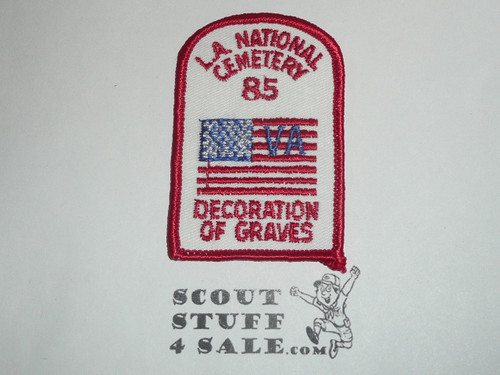 L.A. NATIONAL
CEMETERY
85
VA
DECORATION
OF GRAVES
SCOUT
STUFF
4 SALE.COM